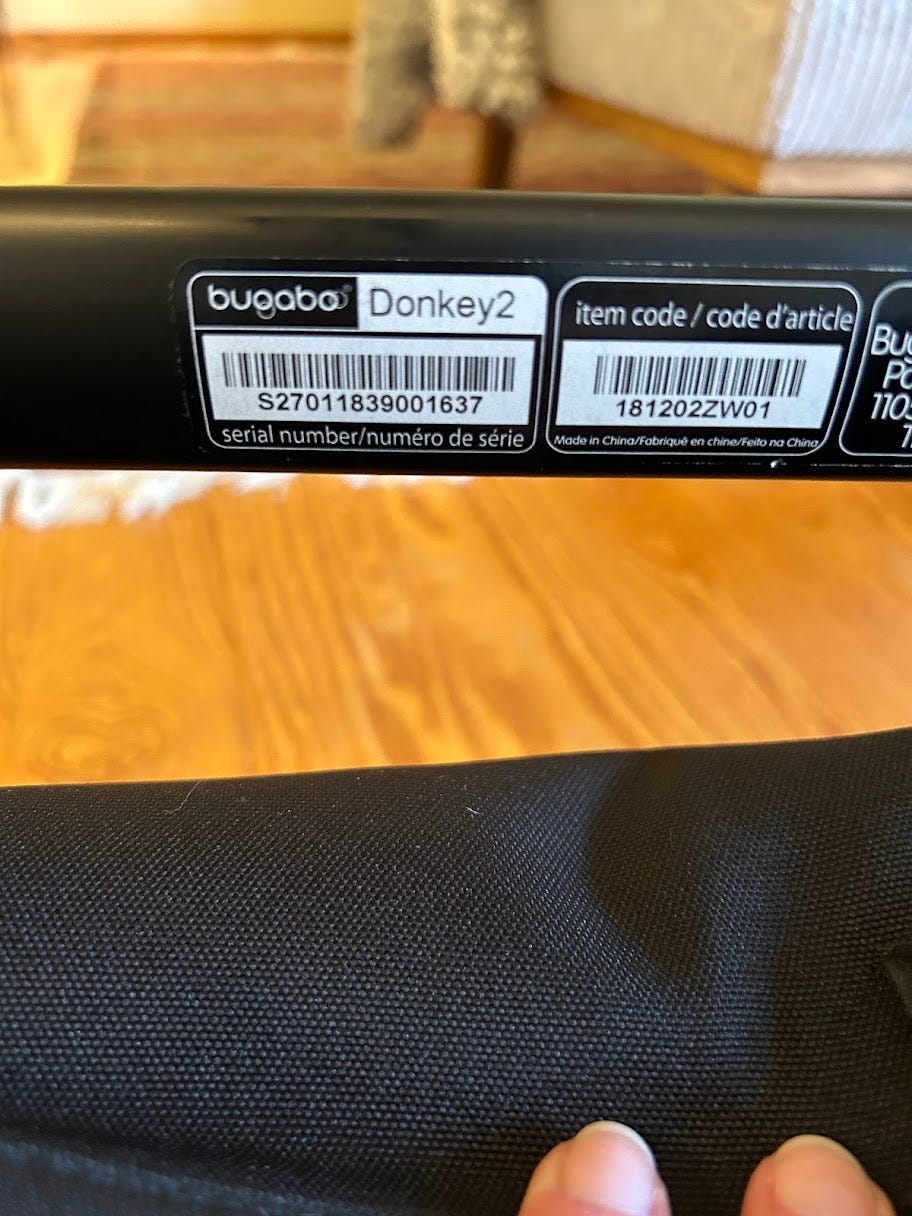 bugaboo Donkey2
S27011839001637
serial number/numéro de série
item code / code d'article
181202ZW01
Made in China/Fabriqué en chine/Feito na China